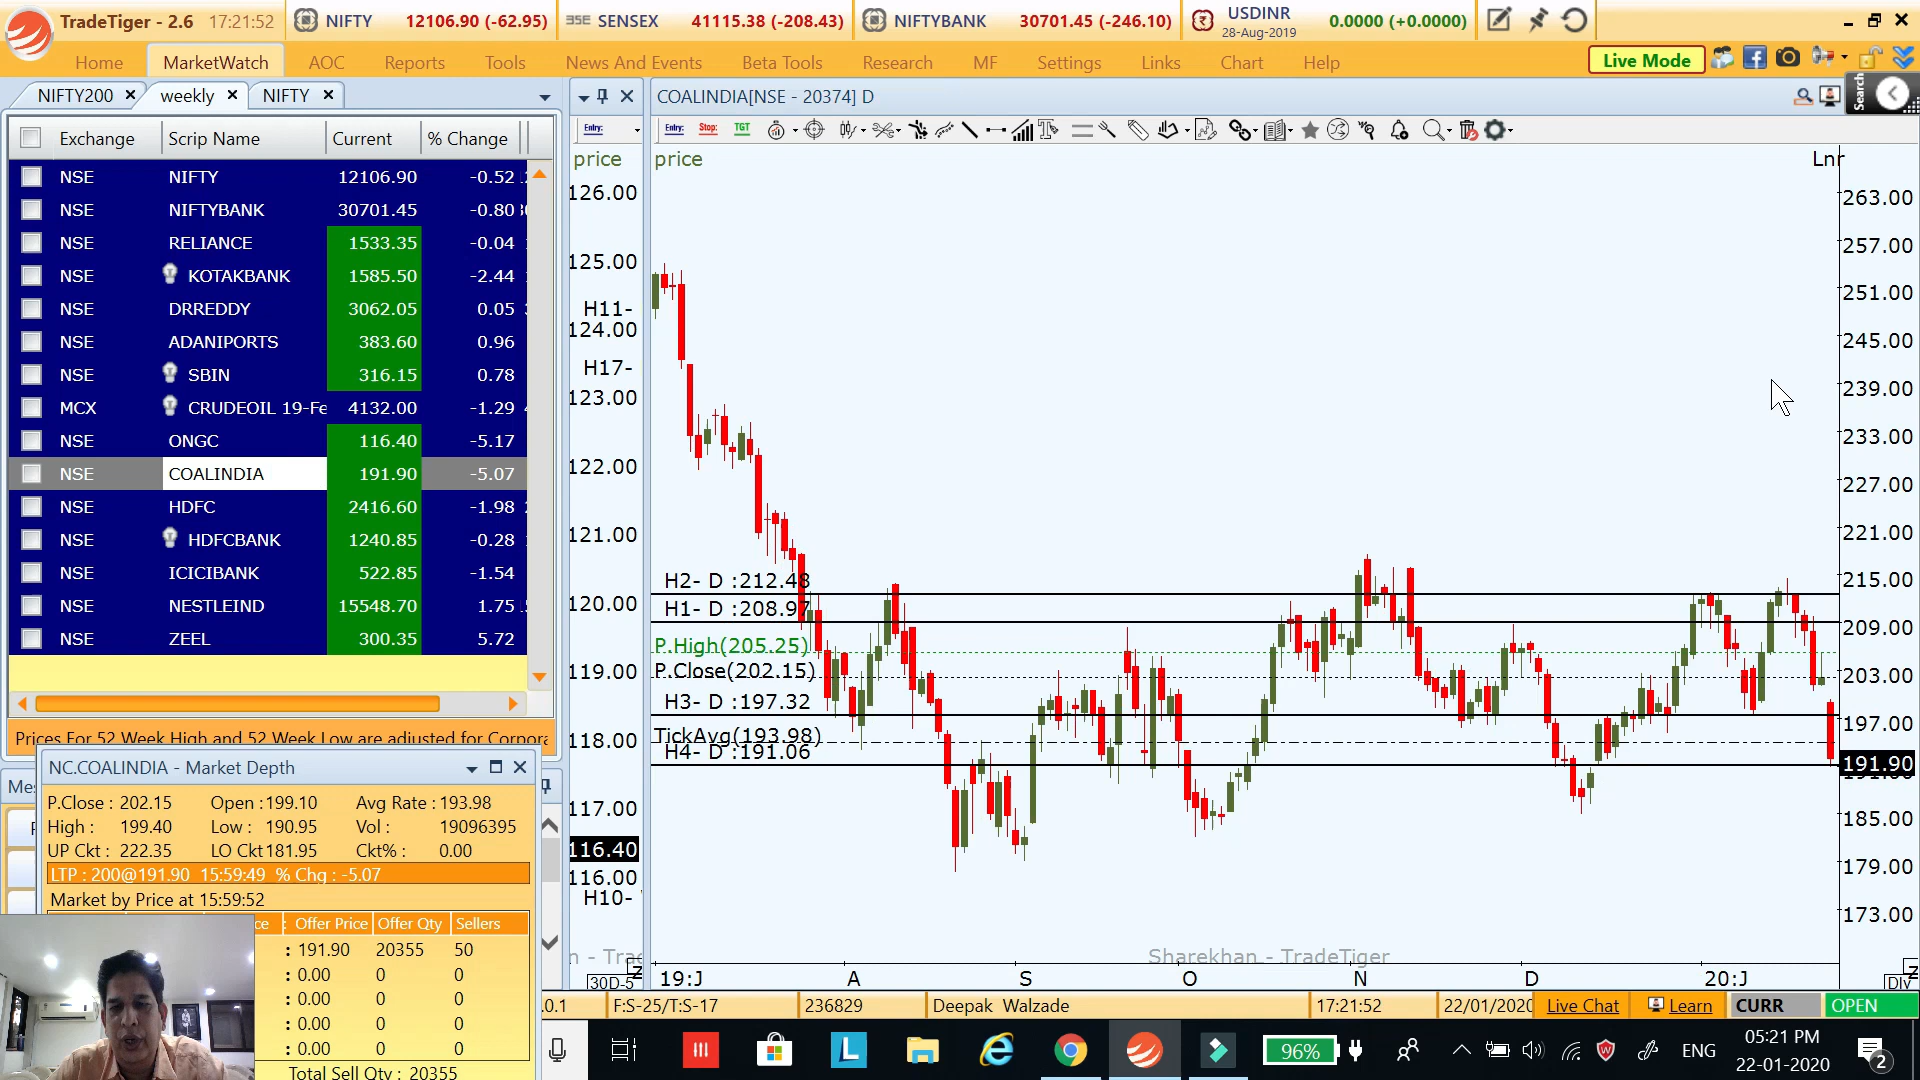 TradeTiger - 2.6 17:21:52 NIFTY 12106.90 (-62.95) SENSEX 41115.38 (-208.43) NIFTYBANK 30701.45 (-246.10) USDINR 0.0000 (+0.0000)
28-Aug-2019
Home MarketWatch AOC Reports Tools News And Events Beta Tools Research MF Settings Links Chart Help Live Mode
NIFTY200 weekly NIFTY
COALINDIA[NSE - 20374] D
Search
Exchange Scrip Name Current % Change
NSE NIFTY 12106.90 -0.52
NSE NIFTYBANK 30701.45 -0.80
NSE RELIANCE 1533.35 -0.04
NSE KOTAKBANK 1585.50 -2.44
NSE DRREDDY 3062.05 0.05
NSE ADANIPORTS 383.60 0.96
NSE SBIN 316.15 0.78
MCX CRUDEOIL 19-Fe 4132.00 -1.29
NSE ONGC 116.40 -5.17
NSE COALINDIA 191.90 -5.07
NSE HDFC 2416.60 -1.98
NSE HDFCBANK 1240.85 -0.28
NSE ICICIBANK 522.85 -1.54
NSE NESTLEIND 15548.70 1.75
NSE ZEEL 300.35 5.72
Prices For 52 Week High and 52 Week Low are adjusted for Corpora
Entry:
price
126.00
125.00
H11-
124.00
H17-
123.00
122.00
121.00
120.00
119.00
118.00
117.00
116.40
116.00
H10-
30D-5
Entry: Stop: TGT
price
Lnr
263.00
257.00
251.00
245.00
239.00
233.00
227.00
221.00
215.00
209.00
203.00
197.00
191.90
185.00
179.00
173.00
H2- D :212.48
H1- D :208.97
P.High(205.25)
P.Close(202.15)
H3- D :197.32
TickAvg(193.98)
H4- D :191.06
Sharekhan - TradeTiger
19:J A S O N D 20:J
DIV
NC.COALINDIA - Market Depth
P.Close : 202.15 Open : 199.10 Avg Rate : 193.98
High : 199.40 Low : 190.95 Vol : 19096395
UP Ckt : 222.35 LO Ckt 181.95 Ckt% : 0.00
LTP : 200@191.90 15:59:49 % Chg : -5.07
Market by Price at 15:59:52
Offer Price Offer Qty Sellers
: 191.90 20355 50
: 0.00 0 0
: 0.00 0 0
: 0.00 0 0
: 0.00 0 0
Total Sell Qty : 20355
.0.1 F:S-25/T:S-17 236829 Deepak Walzade 17:21:52 22/01/2020 Live Chat Learn CURR OPEN
96% ENG 05:21 PM
22-01-2020
2